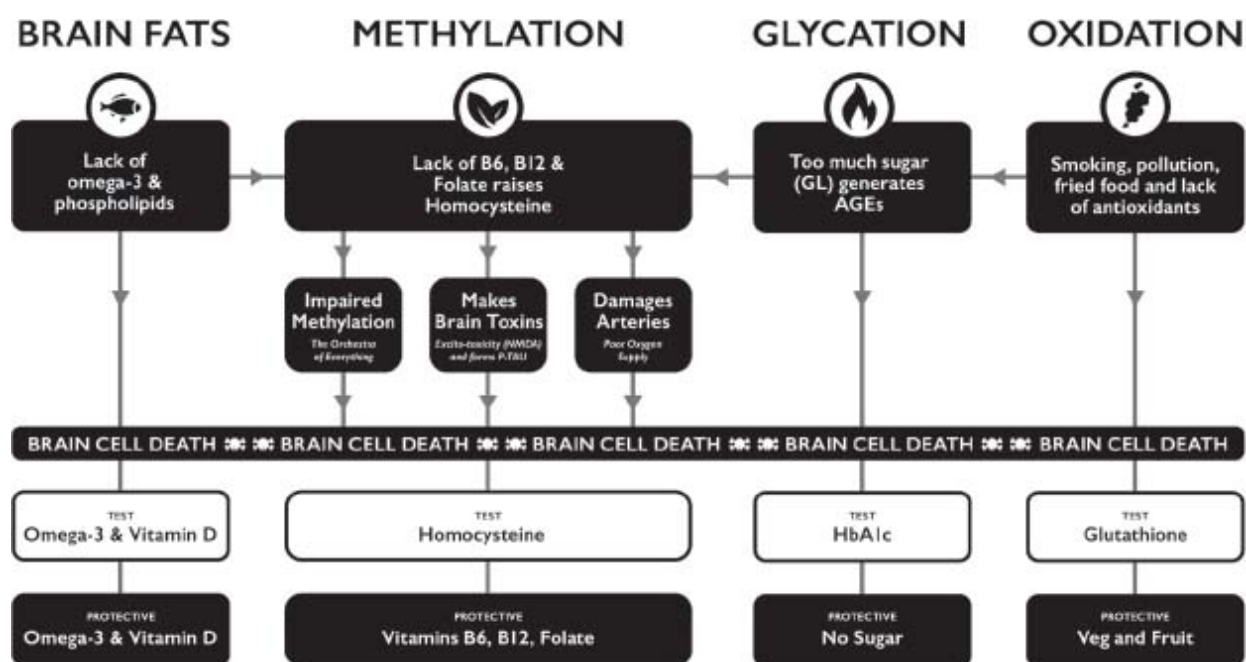 BRAIN FATS
METHYLATION
GLYCATION
OXIDATION
Lack of
omega-3 &
phospholipids
Lack of B6, B12 &
Folate raises
Homocysteine
Too much sugar
(GL) generates
AGEs
Smoking, pollution,
fried food and lack
of antioxidants
Impaired
Methylation
The Orchestra
of Everything
Makes
Brain Toxins
Excito-toxicity (NMDA)
and forms P-TAU
Damages
Arteries
Poor Oxygen
Supply
BRAIN CELL DEATH BRAIN CELL DEATH BRAIN CELL DEATH BRAIN CELL DEATH BRAIN CELL DEATH
TEST
Omega-3 & Vitamin D
TEST
Homocysteine
TEST
HbA1c
TEST
Glutathione
PROTECTIVE
Omega-3 & Vitamin D
PROTECTIVE
Vitamins B6, B12, Folate
PROTECTIVE
No Sugar
PROTECTIVE
Veg and Fruit